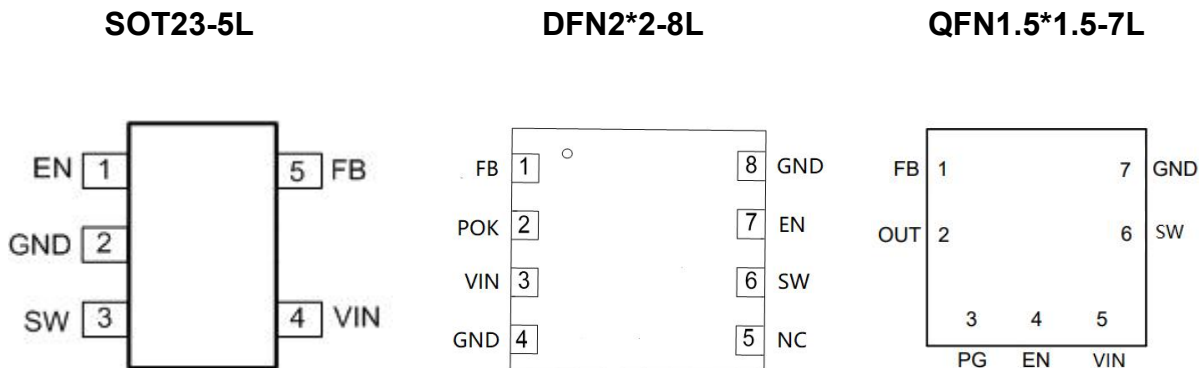 SOT23-5L DFN2*2-8L QFN1.5*1.5-7L
EN 1 5 FB
GND 2
SW 3 4 VIN
FB 1 8 GND
POK 2 7 EN
VIN 3 6 SW
GND 4 5 NC
FB 1 7 GND
OUT 2 6 SW
3 4 5
PG EN VIN